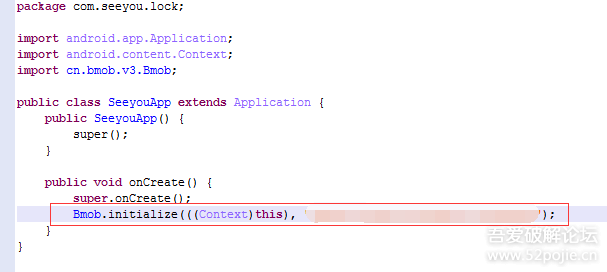 package com.seeyou.lock;
import android.app.Application;
import android.content.Context;
import cn.bmob.v3.Bmob;
public class SeeyouApp extends Application {
public SeeyouApp() {
super();
}
public void onCreate() {
super.onCreate();
Bmob.initialize(((Context)this), "");
}
}
吾爱破解论坛
www.52pojie.cn